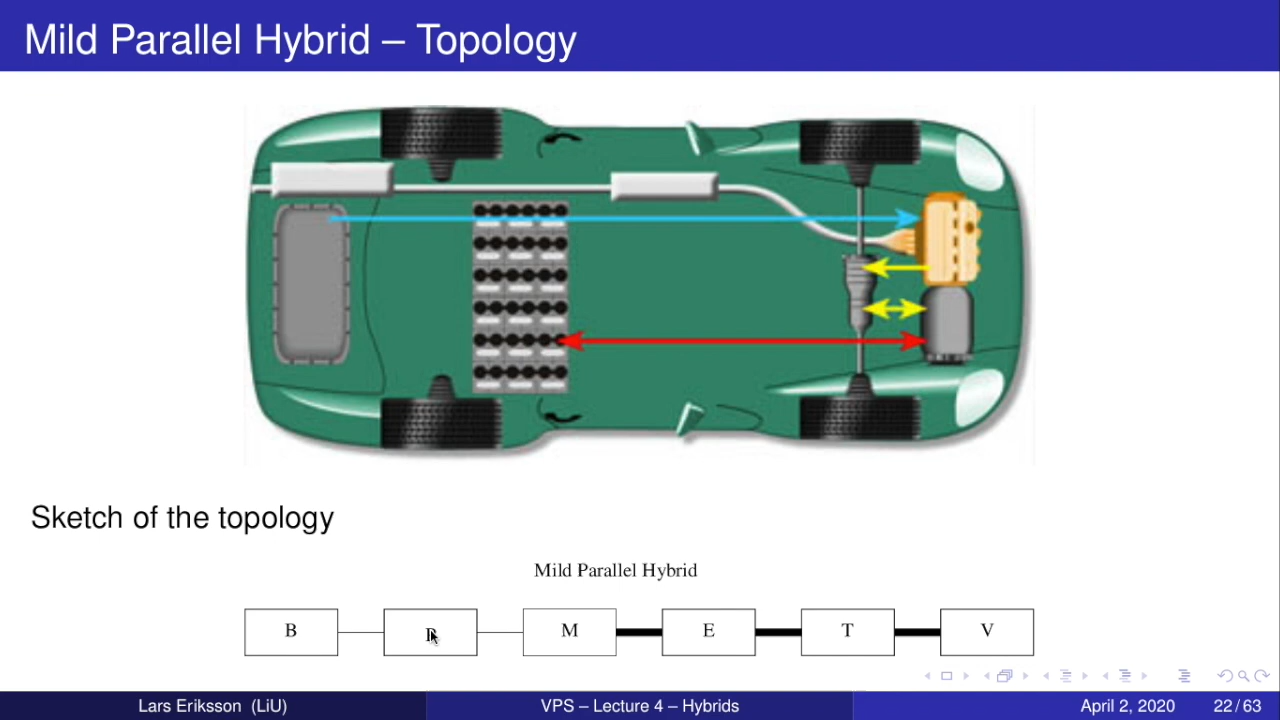 Mild Parallel Hybrid – Topology
Sketch of the topology
Mild Parallel Hybrid
B M E T V
Lars Eriksson (LiU) VPS – Lecture 4 – Hybrids April 2, 2020 22 / 63